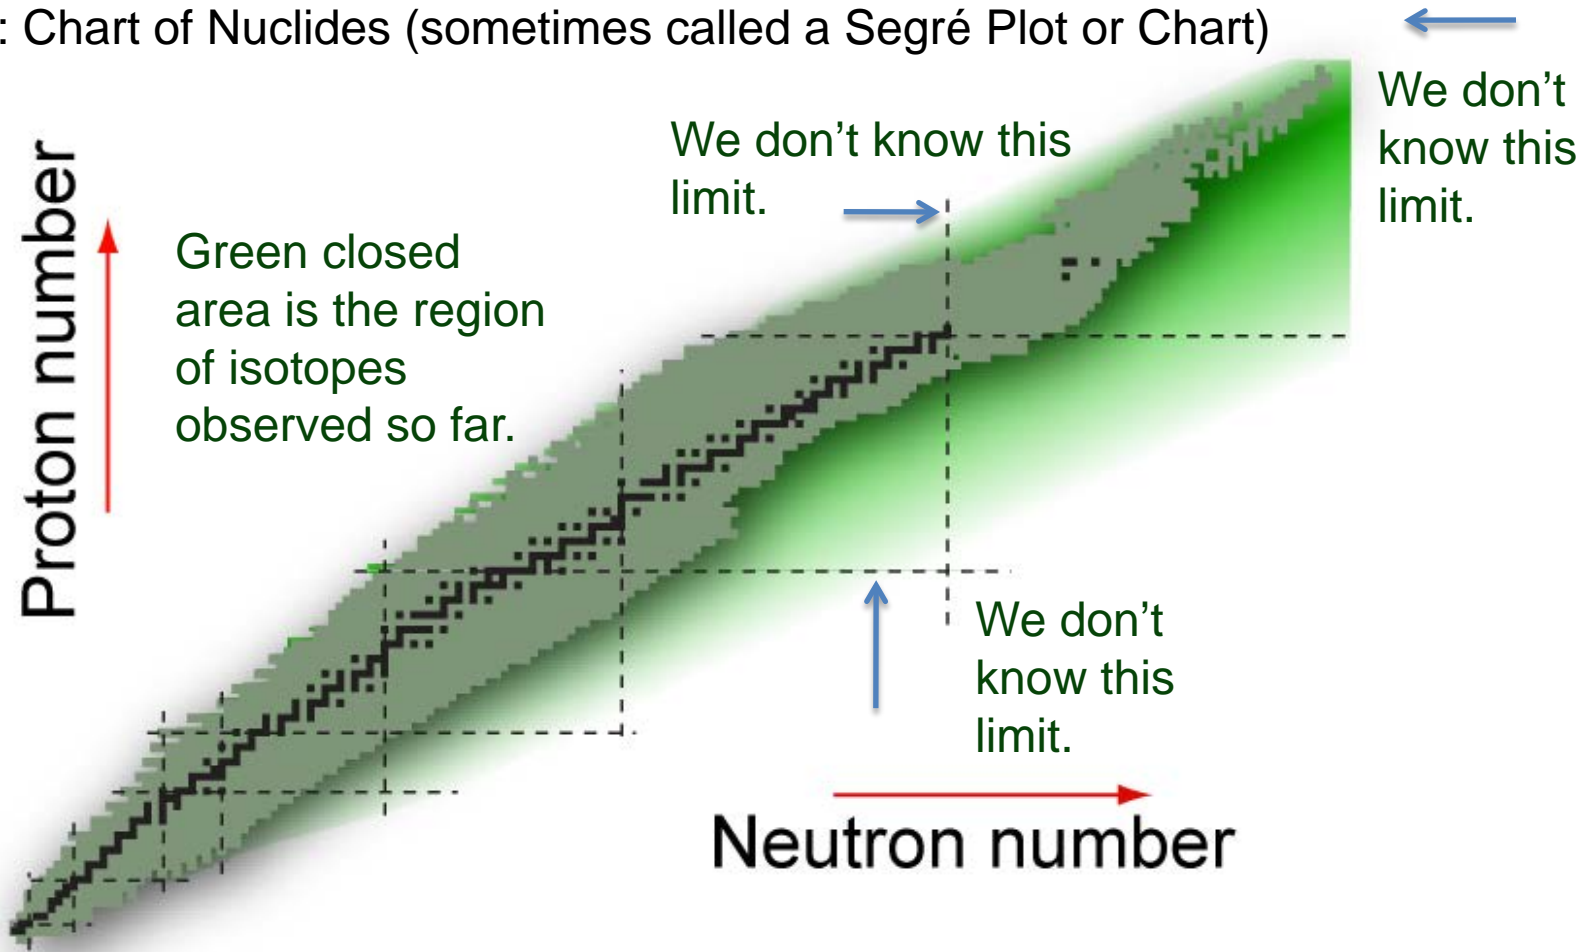 : Chart of Nuclides (sometimes called a Segré Plot or Chart)
We don’t
know this
limit.
We don’t know this
limit.
Green closed
area is the region
of isotopes
observed so far.
Proton number
We don’t
know this
limit.
Neutron number